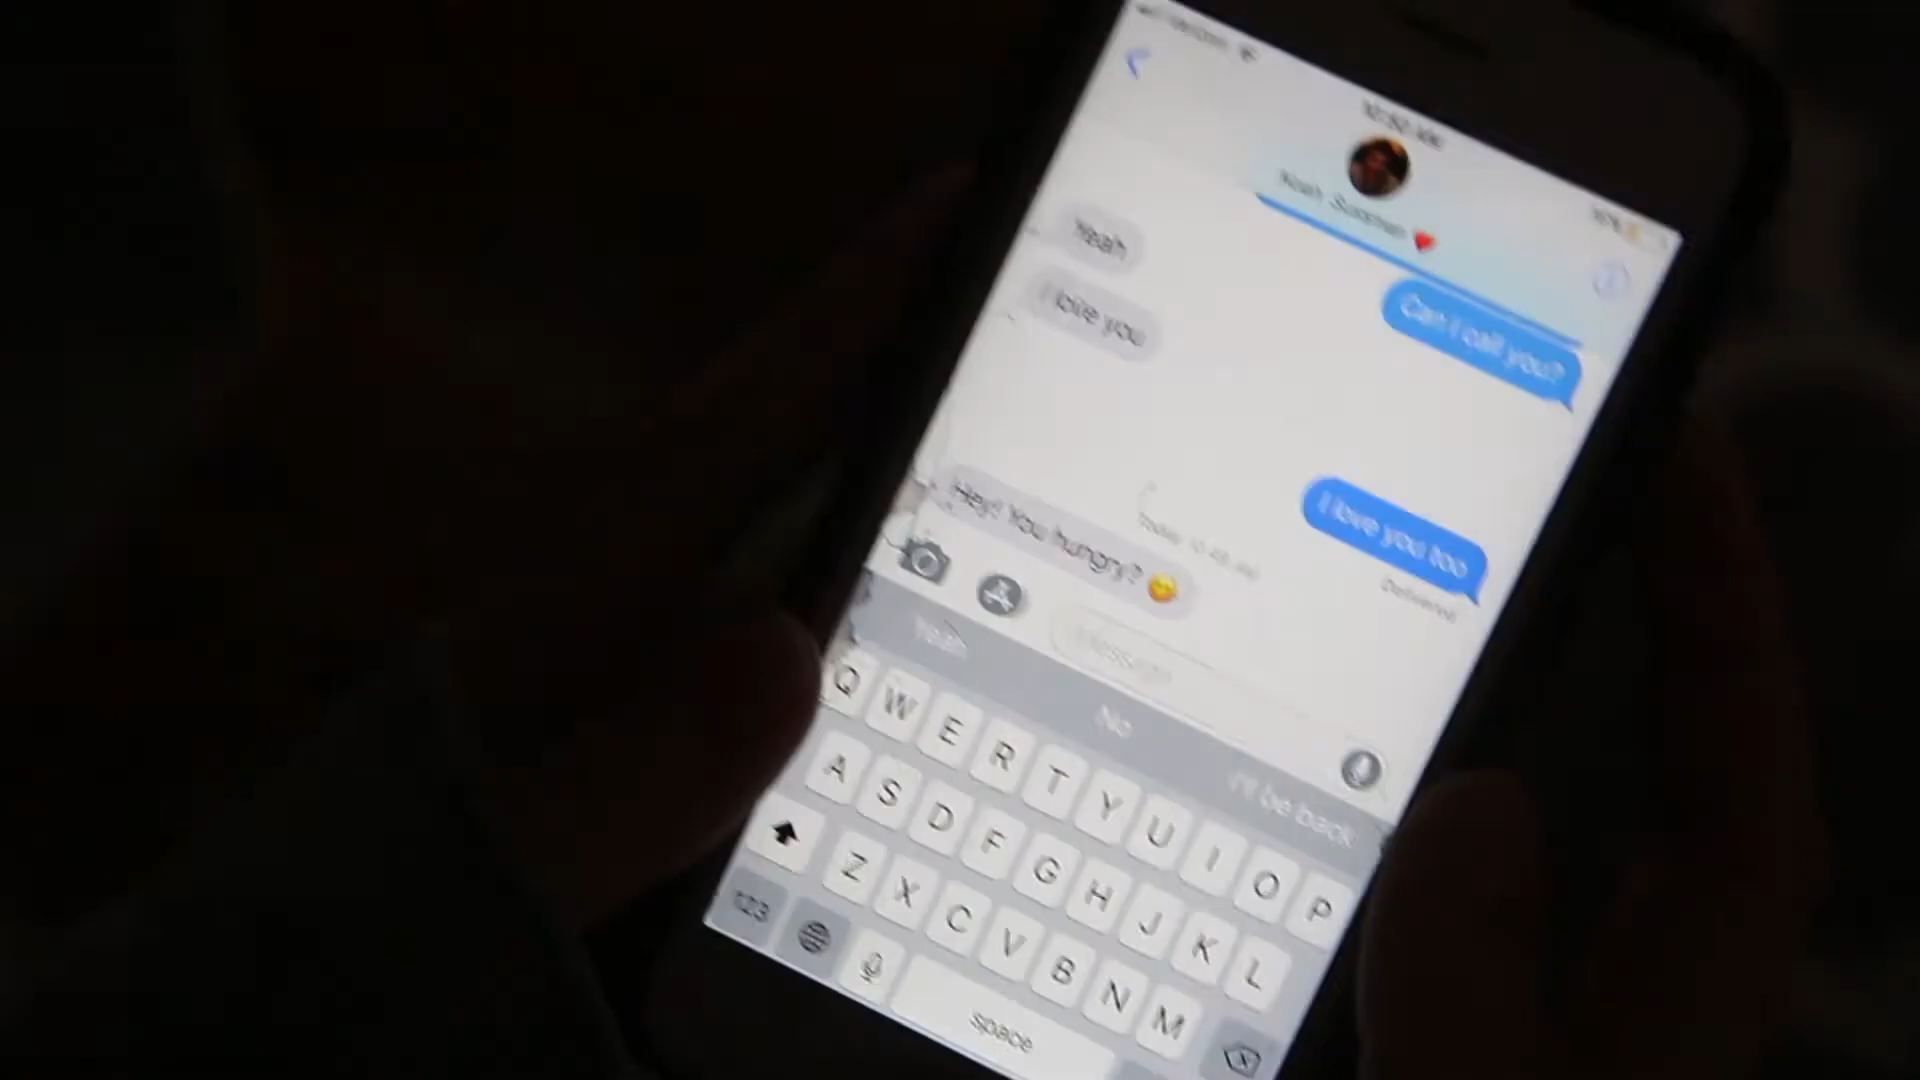 Can I call you?
Yeah
I love you
I love you too
Delivered
Hey! You hungry? 😊
Yeah
No
I'll be back
Q W E R T Y U I O P
A S D F G H J K L
Z X C V B N M
123
space